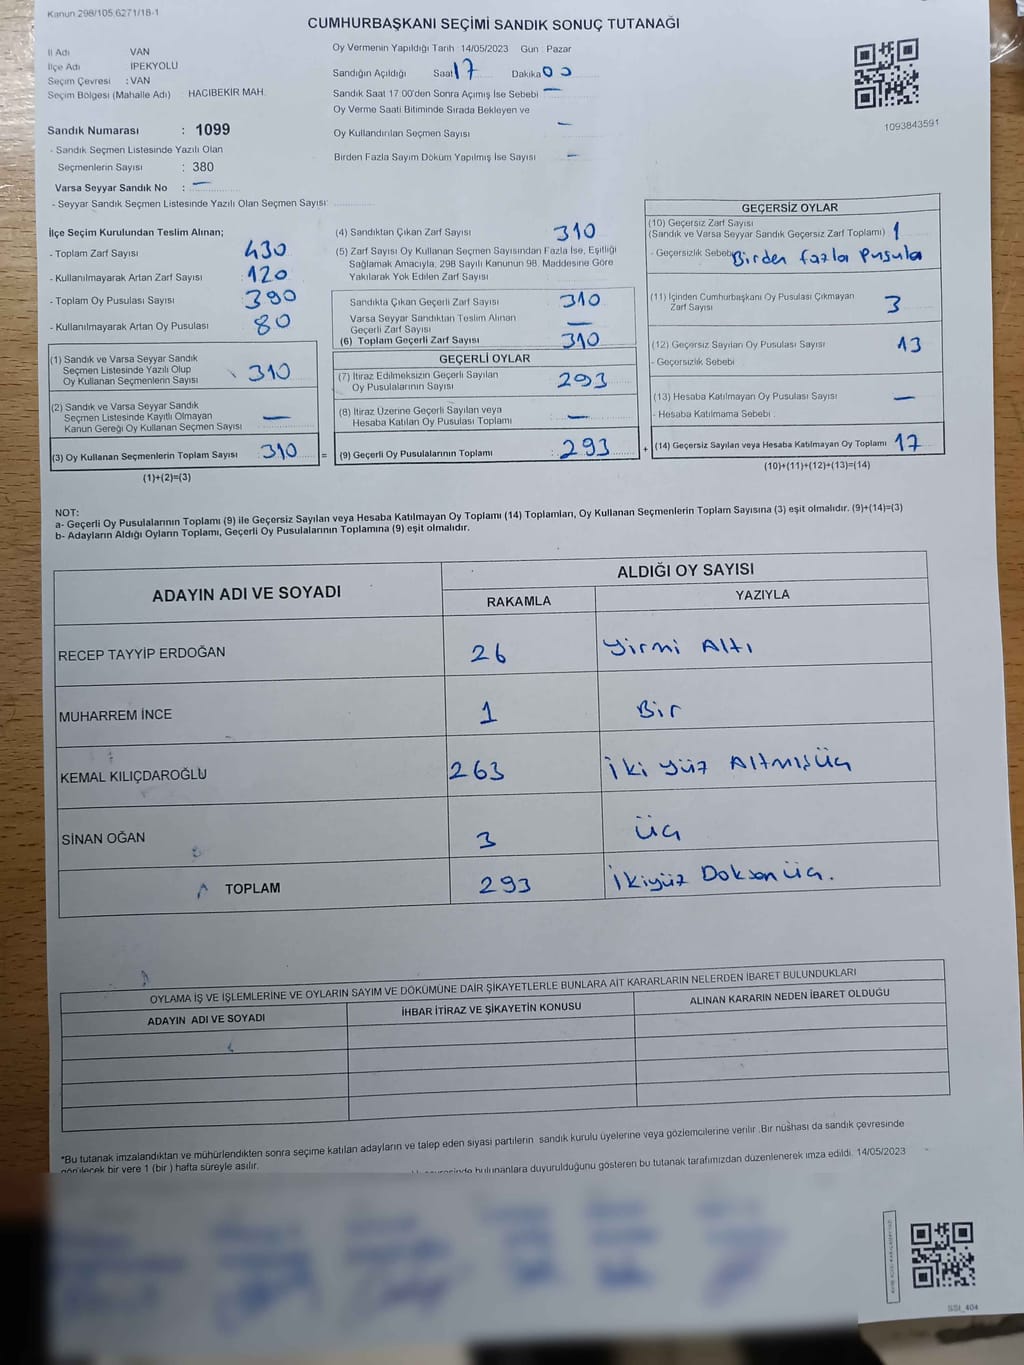 Kanun 298/105,6271/18-1
CUMHURBAŞKANI SEÇİMİ SANDIK SONUÇ TUTANAĞI
İl Adı VAN
İlçe Adı İPEKYOLU
Seçim Çevresi : VAN
Seçim Bölgesi (Mahalle Adı) HACIBEKİR MAH.
Sandık Numarası : 1099
- Sandık Seçmen Listesinde Yazılı Olan
Seçmenlerin Sayısı : 380
Varsa Seyyar Sandık No : —
- Seyyar Sandık Seçmen Listesinde Yazılı Olan Seçmen Sayısı:
Oy Vermenin Yapıldığı Tarih : 14/05/2023 Gün : Pazar
Sandığın Açıldığı Saat 17 Dakika 00
Sandık Saat 17.00'den Sonra Açımış İse Sebebi —
Oy Verme Saati Bitiminde Sırada Bekleyen ve
Oy Kullandırılan Seçmen Sayısı —
Birden Fazla Sayım Döküm Yapılmış İse Sayısı —
1093843591
İlçe Seçim Kurulundan Teslim Alınan;
- Toplam Zarf Sayısı : 430
- Kullanılmayarak Artan Zarf Sayısı : 120
- Toplam Oy Pusulası Sayısı : 390
- Kullanılmayarak Artan Oy Pusulası : 80
(1) Sandık ve Varsa Seyyar Sandık
Seçmen Listesinde Yazılı Olup
Oy Kullanan Seçmenlerin Sayısı 310
(2) Sandık ve Varsa Seyyar Sandık
Seçmen Listesinde Kayıtlı Olmayan
Kanun Gereği Oy Kullanan Seçmen Sayısı —
(3) Oy Kullanan Seçmenlerin Toplam Sayısı 310 =
(1)+(2)=(3)
(4) Sandıktan Çıkan Zarf Sayısı 310
(5) Zarf Sayısı Oy Kullanan Seçmen Sayısından Fazla İse, Eşitliği
Sağlamak Amacıyla, 298 Sayılı Kanunun 98. Maddesine Göre
Yakılarak Yok Edilen Zarf Sayısı
Sandıkta Çıkan Geçerli Zarf Sayısı 310
Varsa Seyyar Sandıktan Teslim Alınan
Geçerli Zarf Sayısı —
(6) Toplam Geçerli Zarf Sayısı 310
GEÇERLİ OYLAR
(7) İtiraz Edilmeksizin Geçerli Sayılan
Oy Pusulalarının Sayısı 293
(8) İtiraz Üzerine Geçerli Sayılan veya
Hesaba Katılan Oy Pusulası Toplamı —
(9) Geçerli Oy Pusulalarının Toplamı : 293 +
GEÇERSİZ OYLAR
(10) Geçersiz Zarf Sayısı
(Sandık ve Varsa Seyyar Sandık Geçersiz Zarf Toplamı) 1
- Geçersizlik Sebebi Birden fazla Pusula
(11) İçinden Cumhurbaşkanı Oy Pusulası Çıkmayan
Zarf Sayısı 3
(12) Geçersiz Sayılan Oy Pusulası Sayısı 13
- Geçersizlik Sebebi
(13) Hesaba Katılmayan Oy Pusulası Sayısı —
- Hesaba Katılmama Sebebi :
(14) Geçersiz Sayılan veya Hesaba Katılmayan Oy Toplamı 17
(10)+(11)+(12)+(13)=(14)
NOT:
a- Geçerli Oy Pusulalarının Toplamı (9) ile Geçersiz Sayılan veya Hesaba Katılmayan Oy Toplamı (14) Toplamları, Oy Kullanan Seçmenlerin Toplam Sayısına (3) eşit olmalıdır. (9)+(14)=(3)
b- Adayların Aldığı Oyların Toplamı, Geçerli Oy Pusulalarının Toplamına (9) eşit olmalıdır.
ADAYIN ADI VE SOYADI
ALDIĞI OY SAYISI
RAKAMLA YAZIYLA
RECEP TAYYİP ERDOĞAN 26 Yirmi Altı
MUHARREM İNCE 1 Bir
KEMAL KILIÇDAROĞLU 263 İki yüz Altmışüç
SİNAN OĞAN 3 üç
TOPLAM 293 İkiyüz Doksan üç.
OYLAMA İŞ VE İŞLEMLERİNE VE OYLARIN SAYIM VE DÖKÜMÜNE DAİR ŞİKAYETLERLE BUNLARA AİT KARARLARIN NELERDEN İBARET BULUNDUKLARI
ADAYIN ADI VE SOYADI İHBAR İTİRAZ VE ŞİKAYETİN KONUSU ALINAN KARARIN NEDEN İBARET OLDUĞU
*Bu tutanak imzalandıktan ve mühürlendikten sonra seçime katılan adayların ve talep eden siyasi partilerin sandık kurulu üyelerine veya gözlemcilerine verilir .Bir nüshası da sandık çevresinde
görülecek bir yere 1 (bir ) hafta süreyle asılır.
bulunanlara duyurulduğunu gösteren bu tutanak tarafımızdan düzenlenerek imza edildi. 14/05/2023
SSI_404